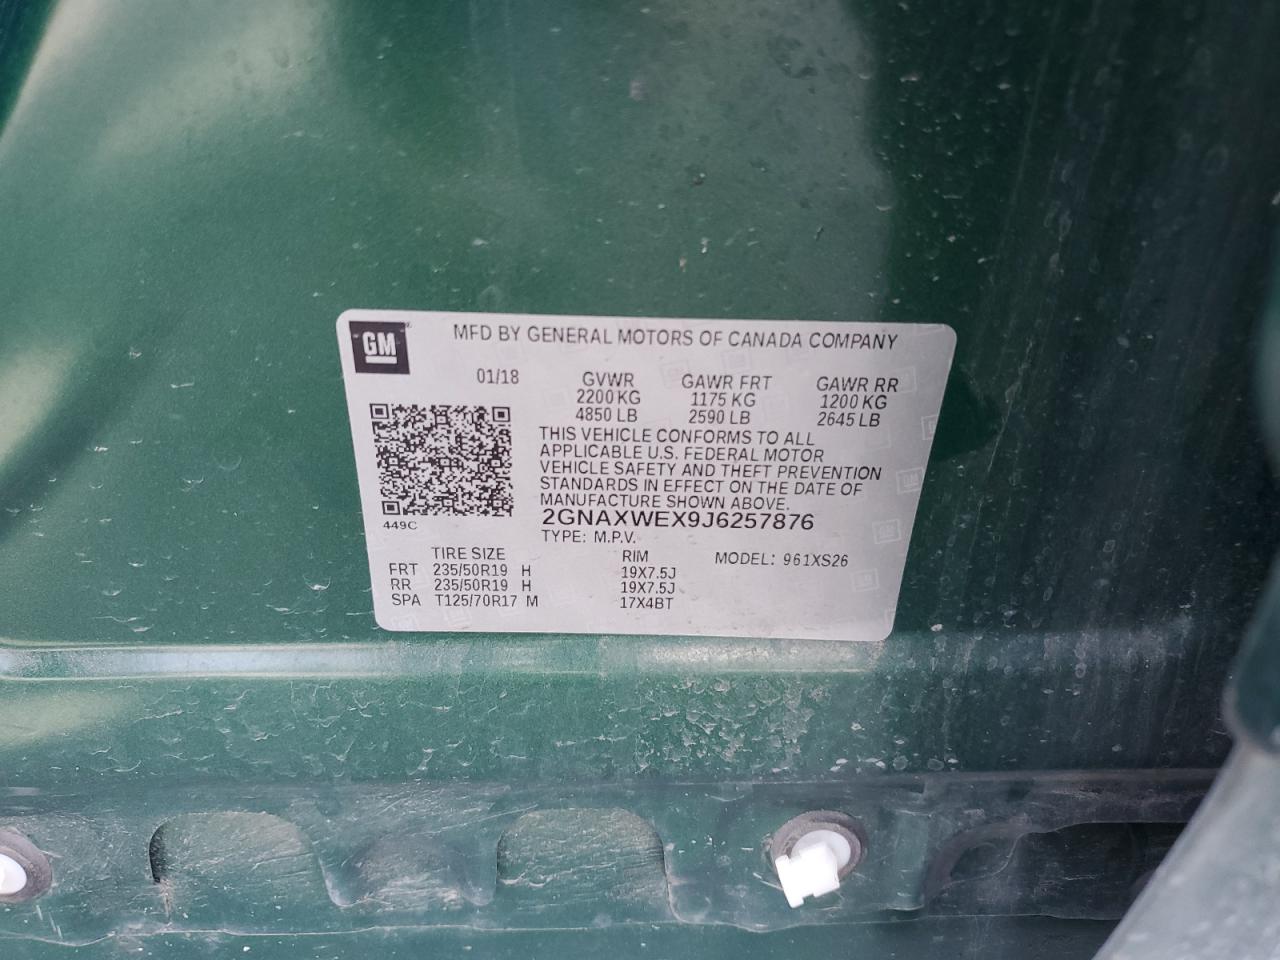 GM
MFD BY GENERAL MOTORS OF CANADA COMPANY
01/18 GVWR GAWR FRT GAWR RR
2200 KG 1175 KG 1200 KG
4850 LB 2590 LB 2645 LB
THIS VEHICLE CONFORMS TO ALL
APPLICABLE U.S. FEDERAL MOTOR
VEHICLE SAFETY AND THEFT PREVENTION
STANDARDS IN EFFECT ON THE DATE OF
MANUFACTURE SHOWN ABOVE.
449C 2GNAXWEX9J6257876
TYPE: M.P.V.
TIRE SIZE RIM MODEL: 961XS26
FRT 235/50R19 H 19X7.5J
RR 235/50R19 H 19X7.5J
SPA T125/70R17 M 17X4BT